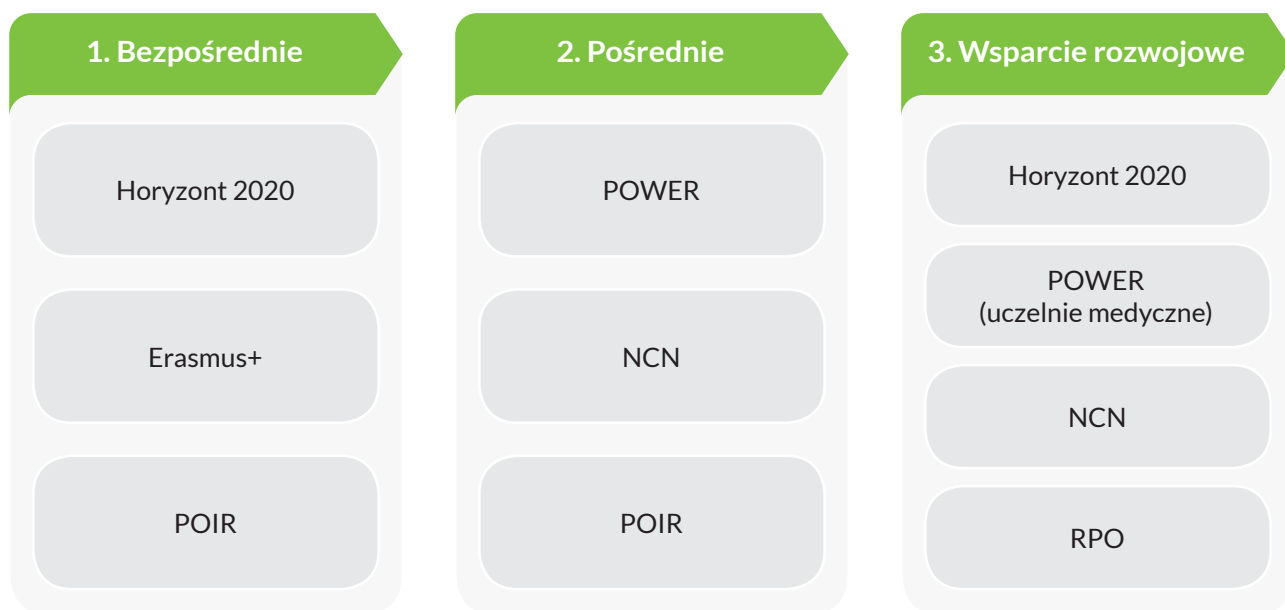 1. Bezpośrednie
Horyzont 2020
Erasmus+
POIR
2. Pośrednie
POWER
NCN
POIR
3. Wsparcie rozwojowe
Horyzont 2020
POWER
(uczelnie medyczne)
NCN
RPO